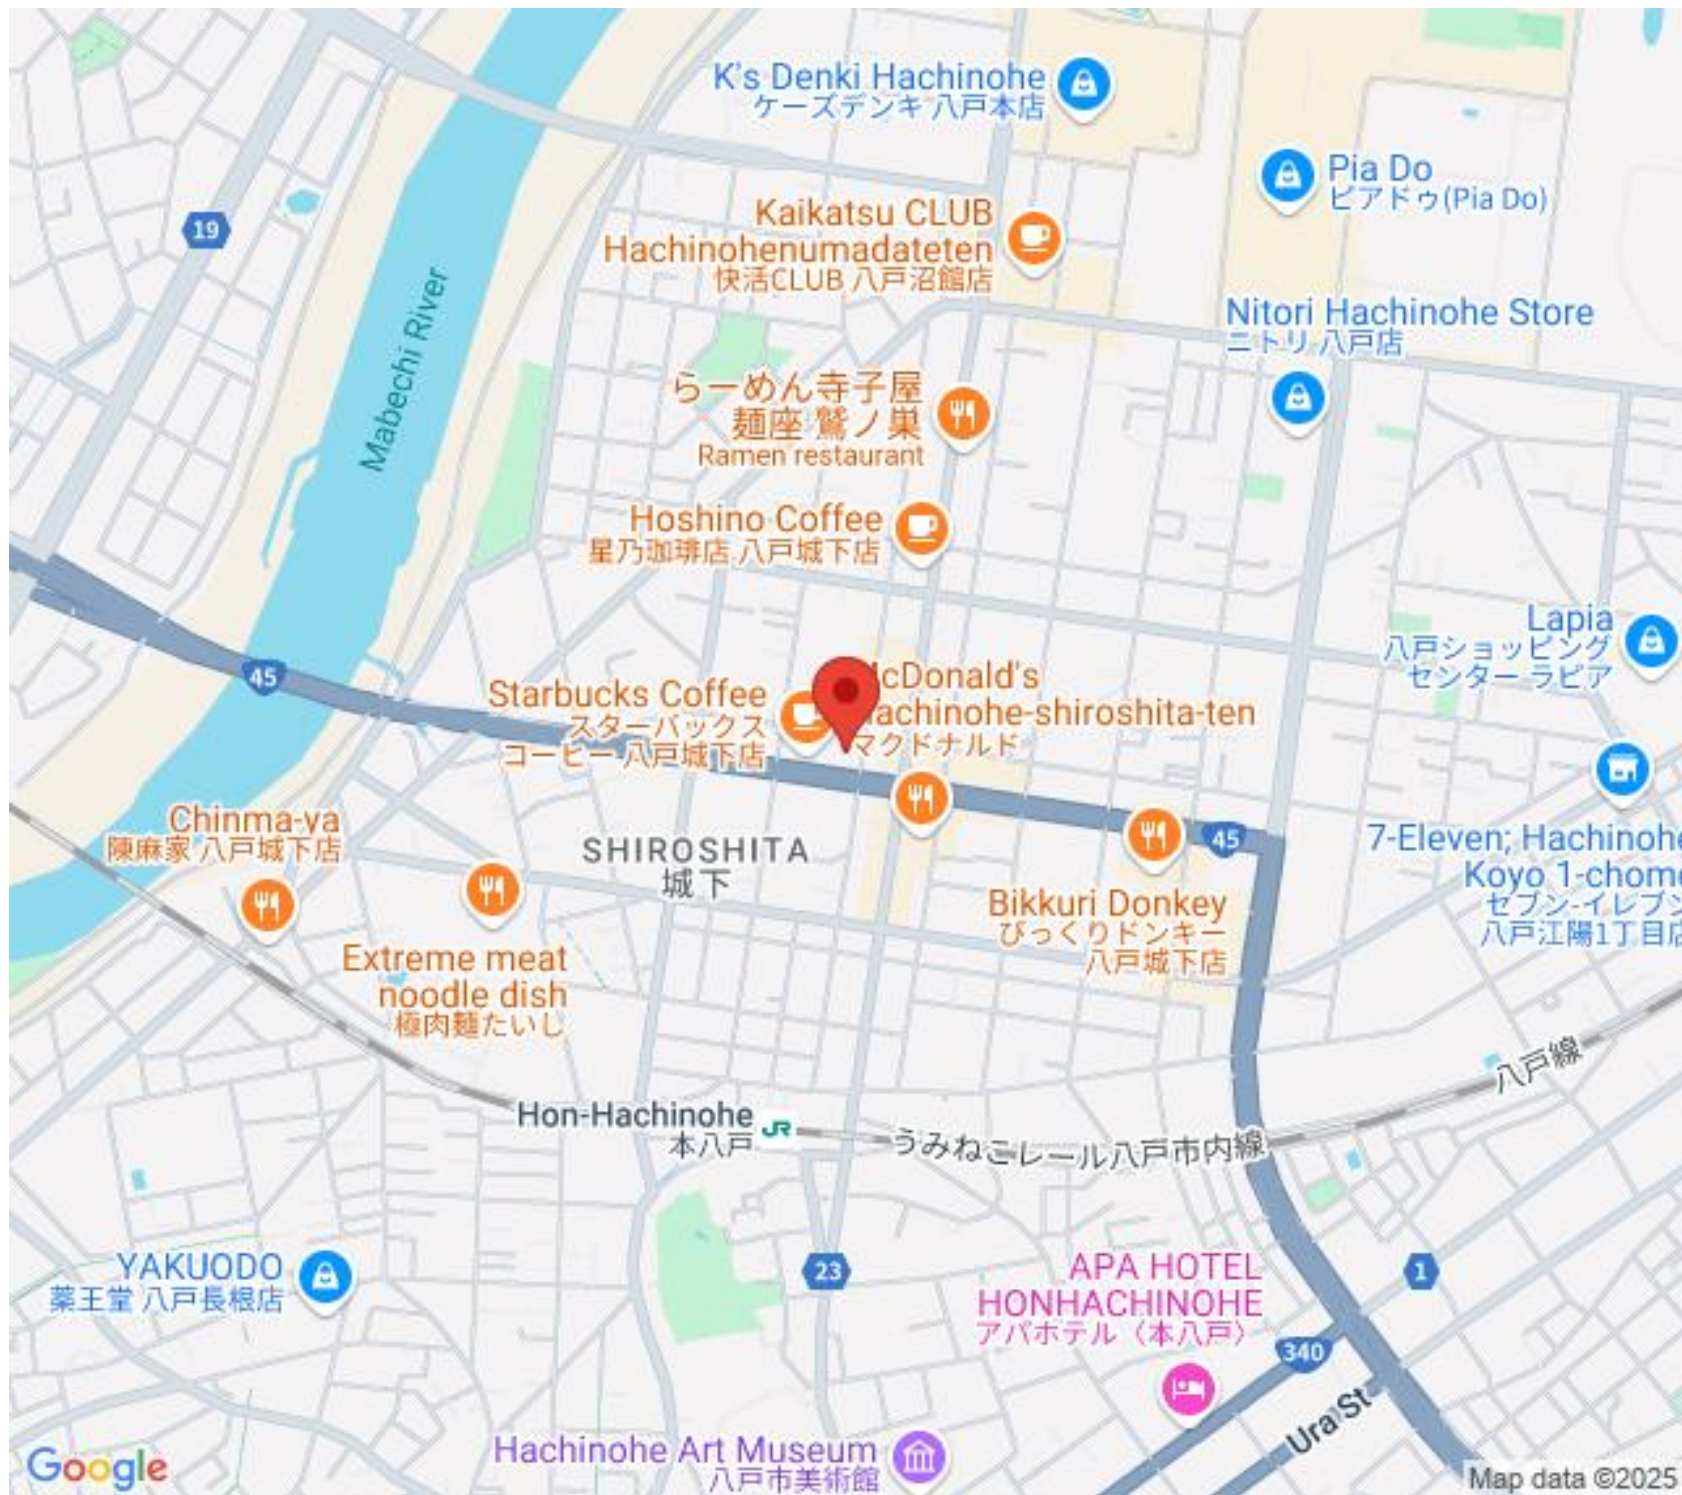 K's Denki Hachinohe
ケーズデンキ 八戸本店
Pia Do
ピアドゥ(Pia Do)
19
Kaikatsu CLUB
Hachinohenumadateten
快活CLUB 八戸沼館店
Mabechi River
Nitori Hachinohe Store
ニトリ 八戸店
らーめん寺子屋
麺座 鷲ノ巣
Ramen restaurant
Hoshino Coffee
星乃珈琲店 八戸城下店
Lapia
八戸ショッピング
センター ラピア
45
Starbucks Coffee
スターバックス
コーヒー 八戸城下店
McDonald's
Hachinohe-shiroshita-ten
マクドナルド
Chinma-ya
陳麻家 八戸城下店
SHIROSHITA
城下
45
7-Eleven; Hachinohe
Koyo 1-chome
セブン-イレブン
八戸江陽1丁目店
Bikkuri Donkey
びっくりドンキー
八戸城下店
Extreme meat
noodle dish
極肉麺たいし
八戸線
Hon-Hachinohe
本八戸
JR
うみねこレール八戸市内線
YAKUODO
薬王堂 八戸長根店
23
APA HOTEL
HONHACHINOHE
アパホテル〈本八戸〉
1
340
Ura St
Hachinohe Art Museum
八戸市美術館
Google
Map data ©2025